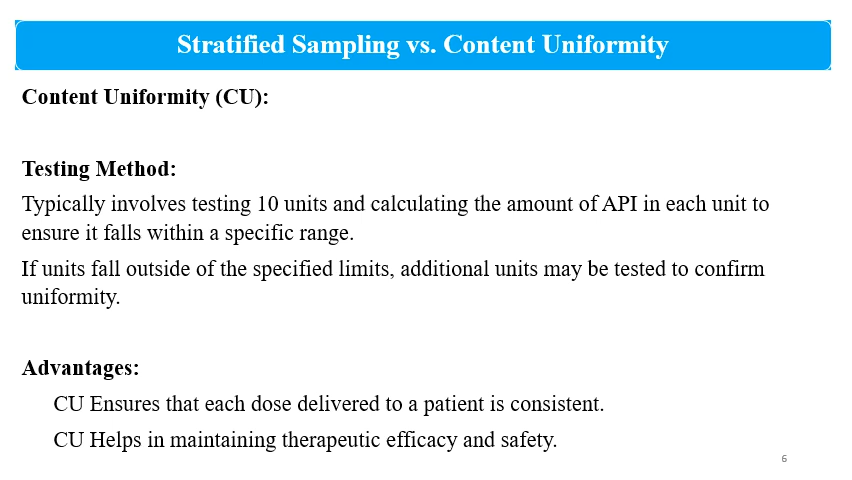 Stratified Sampling vs. Content Uniformity
Content Uniformity (CU):
Testing Method:
Typically involves testing 10 units and calculating the amount of API in each unit to
ensure it falls within a specific range.
If units fall outside of the specified limits, additional units may be tested to confirm
uniformity.
Advantages:
CU Ensures that each dose delivered to a patient is consistent.
CU Helps in maintaining therapeutic efficacy and safety.
6